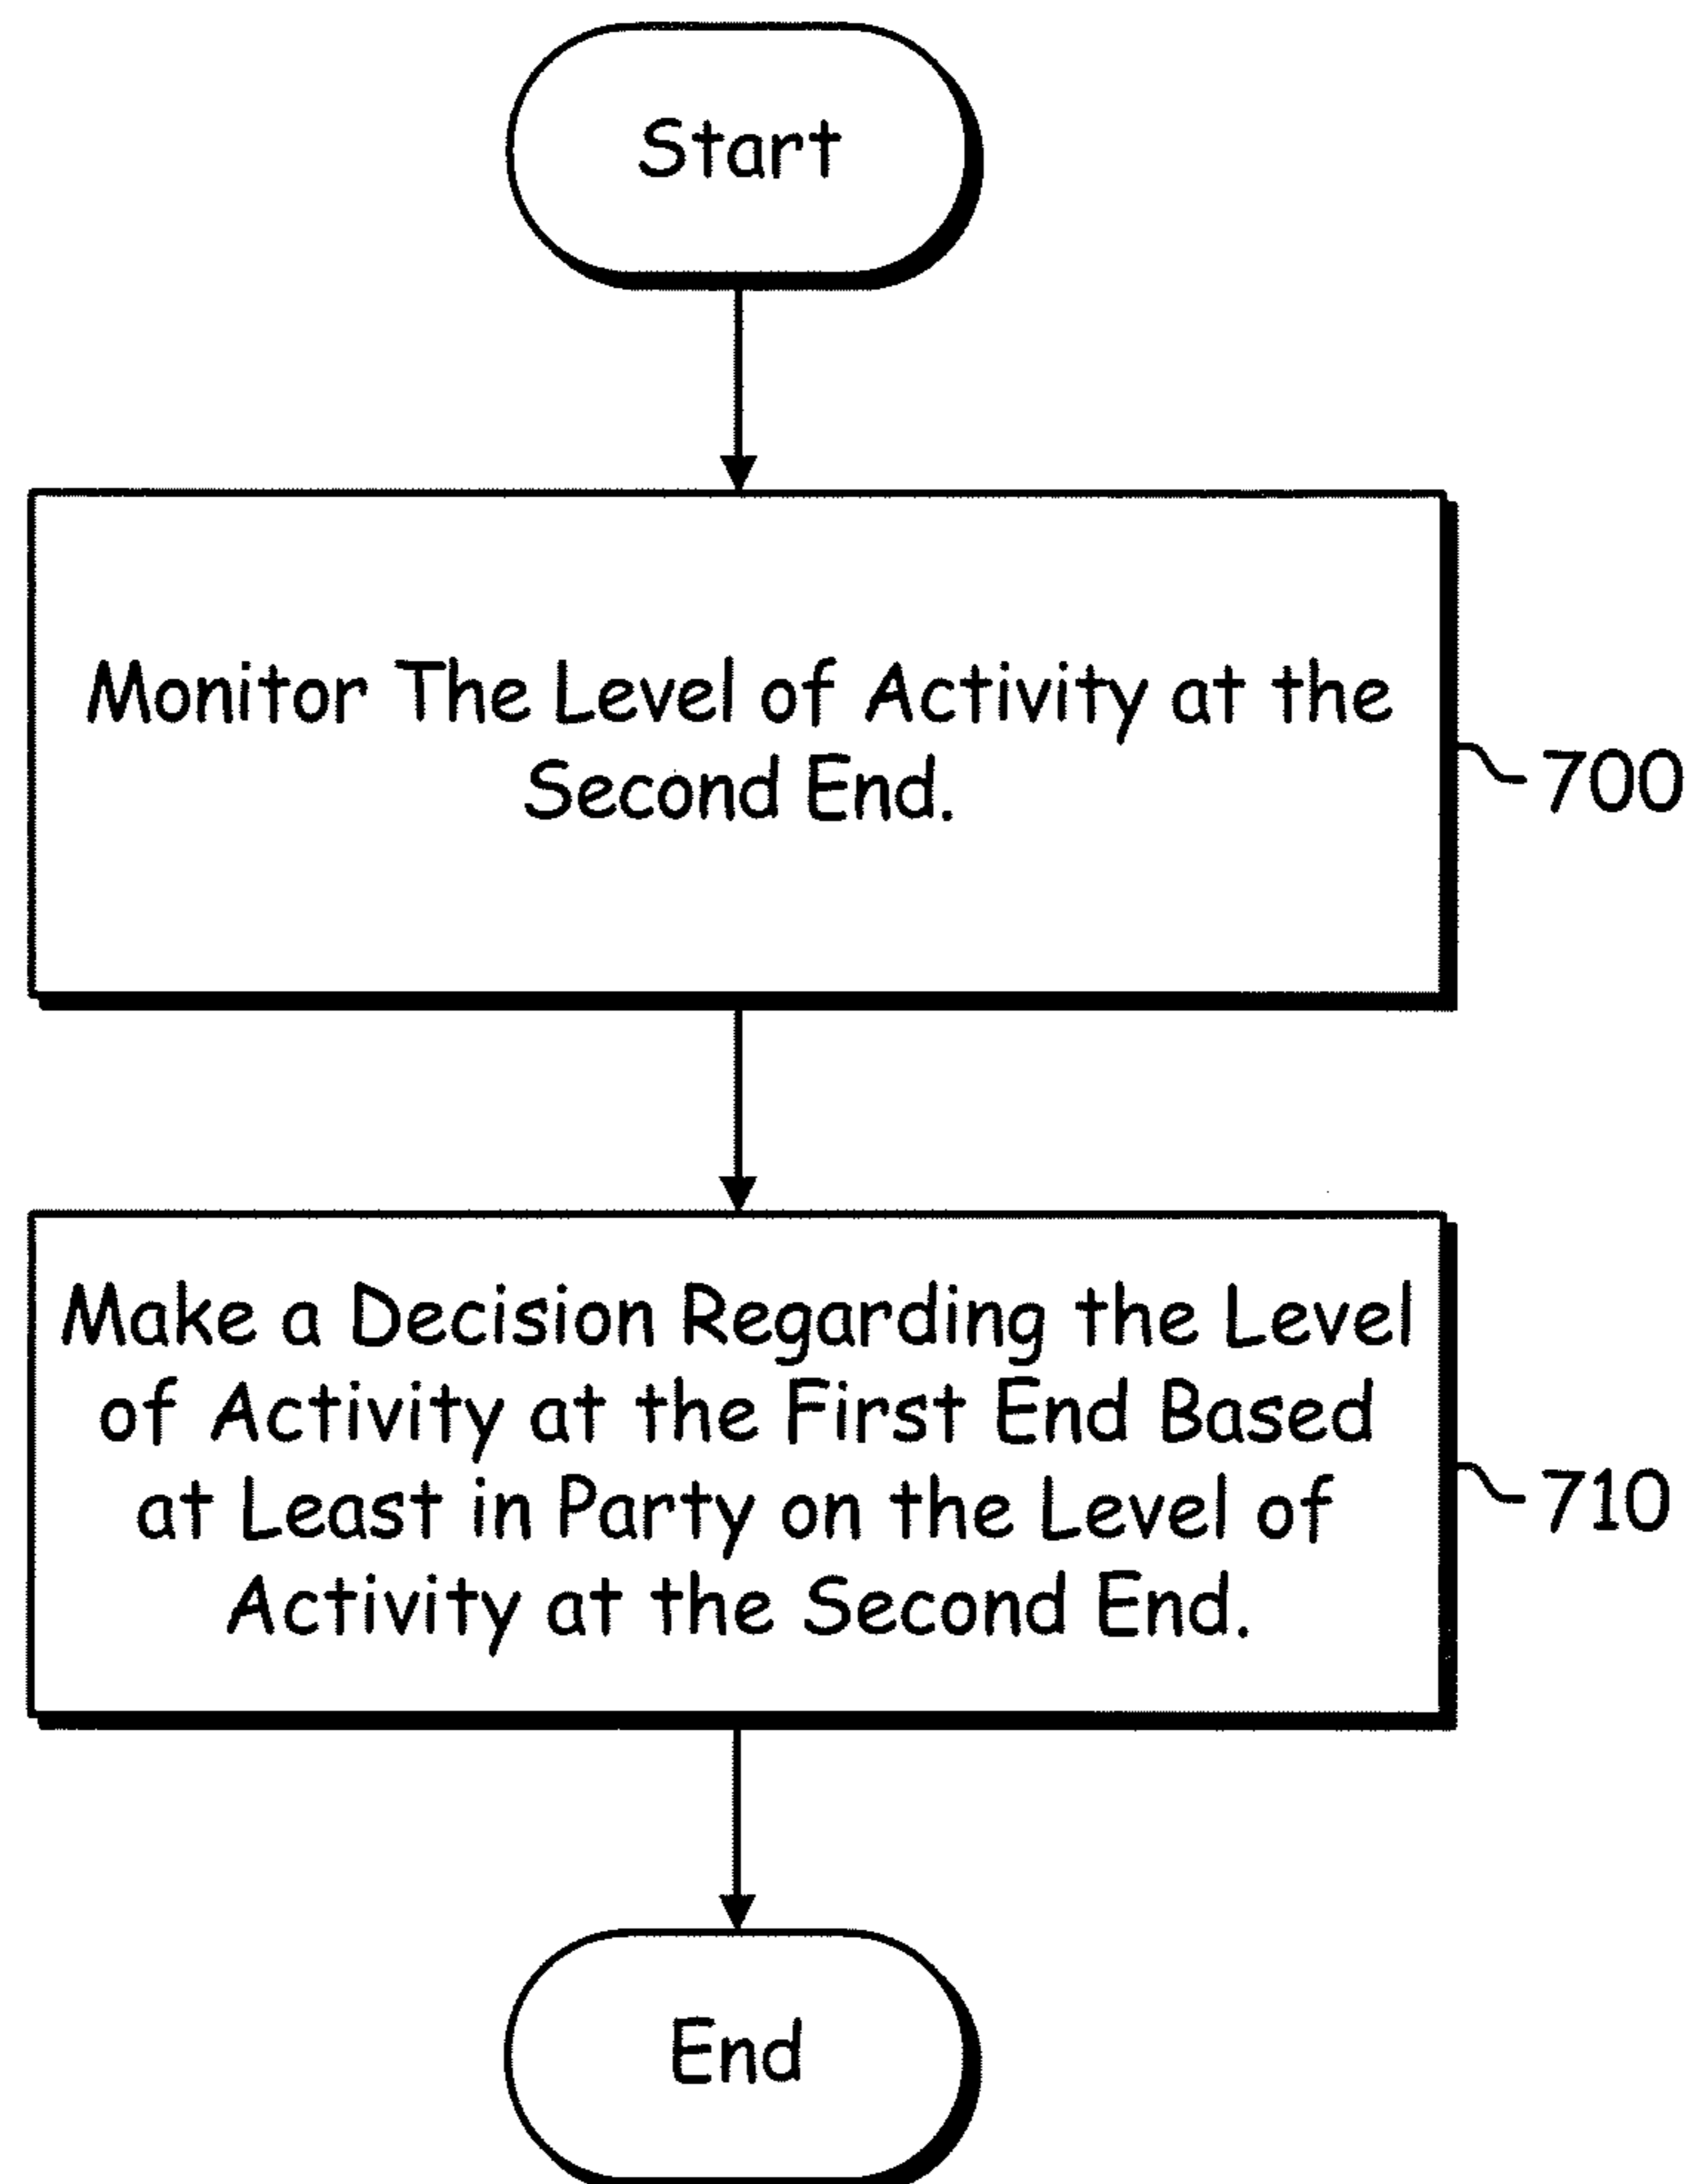 Start
Monitor The Level of Activity at the
Second End.
700
Make a Decision Regarding the Level
of Activity at the First End Based
at Least in Party on the Level of
Activity at the Second End.
710
End